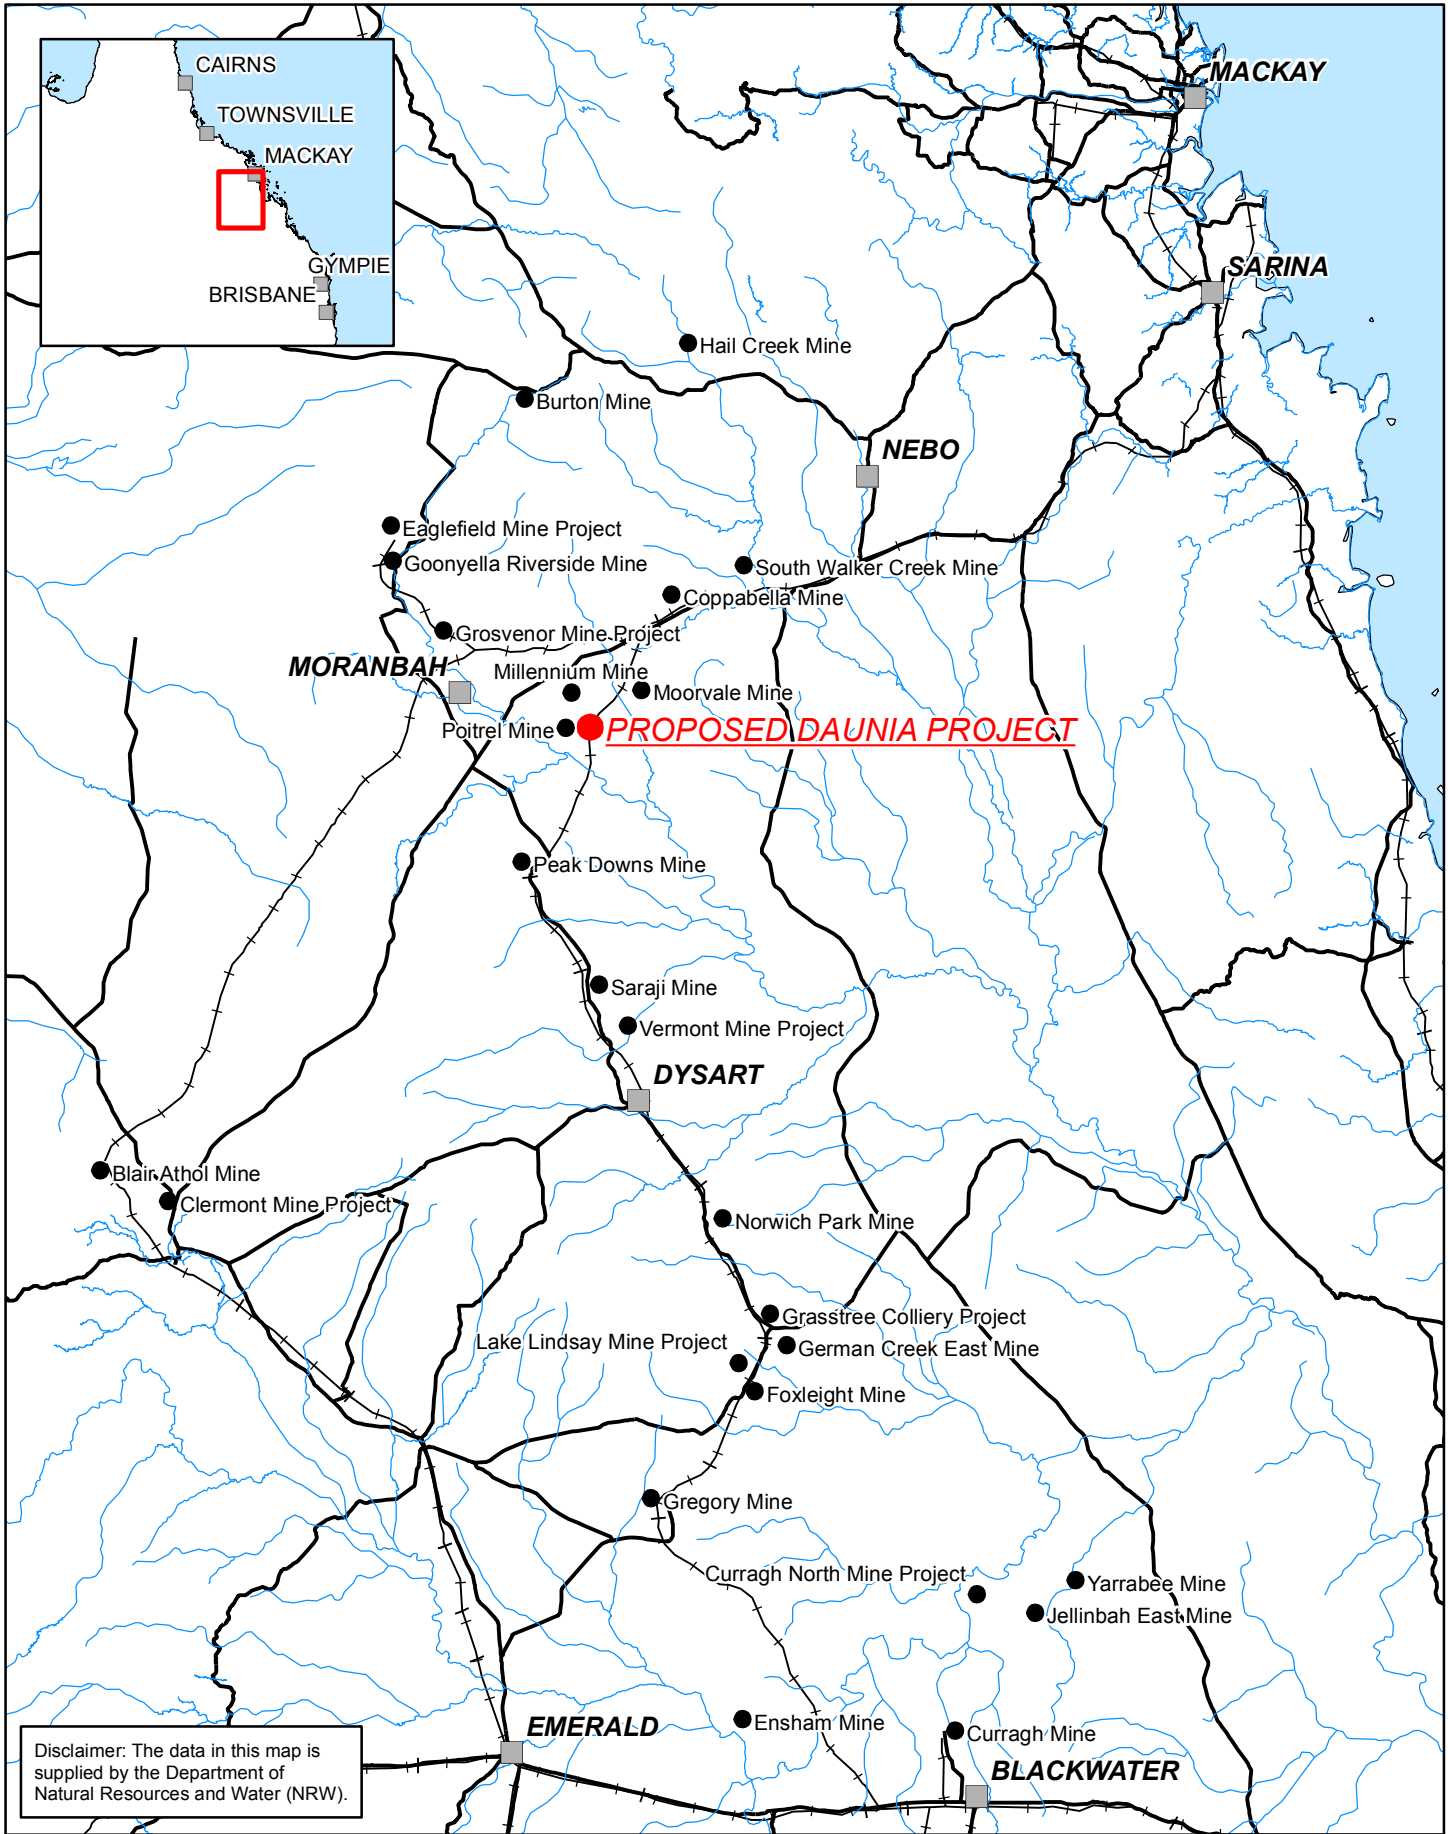 CAIRNS
TOWNSVILLE
MACKAY
GYMPIE
BRISBANE
MACKAY
SARINA
Hail Creek Mine
Burton Mine
NEBO
Eaglefield Mine Project
Goonyella Riverside Mine
South Walker Creek Mine
Coppabella Mine
Grosvenor Mine Project
MORANBAH
Millennium Mine
Moorvale Mine
Poitrel Mine
PROPOSED DAUNIA PROJECT
Peak Downs Mine
Saraji Mine
Vermont Mine Project
DYSART
Blair Athol Mine
Clermont Mine Project
Norwich Park Mine
Grasstree Colliery Project
Lake Lindsay Mine Project
German Creek East Mine
Foxleight Mine
Gregory Mine
Curragh North Mine Project
Yarrabee Mine
Jellinbah East Mine
Ensham Mine
EMERALD
Curragh Mine
BLACKWATER
Disclaimer: The data in this map is
supplied by the Department of
Natural Resources and Water (NRW).